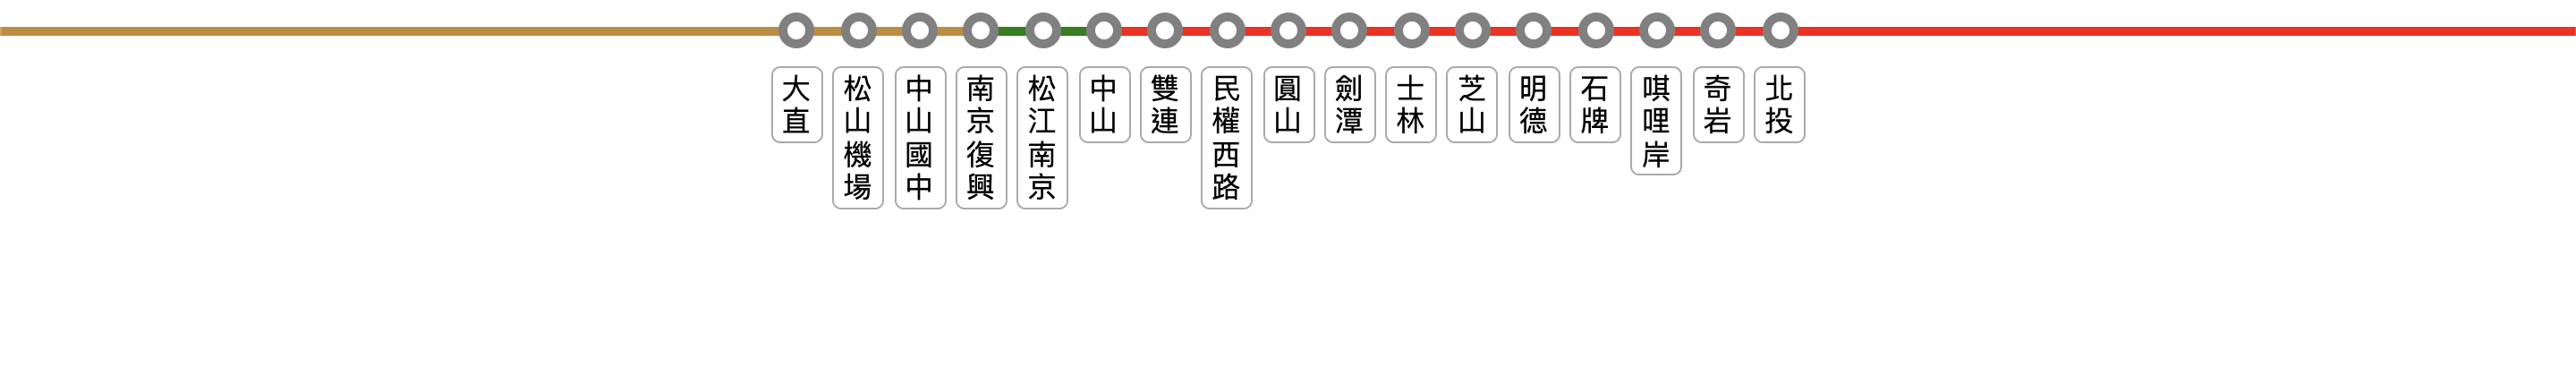 大直
松山機場
中山國中
南京復興
松江南京
中山
雙連
民權西路
圓山
劍潭
士林
芝山
明德
石牌
唭哩岸
奇岩
北投